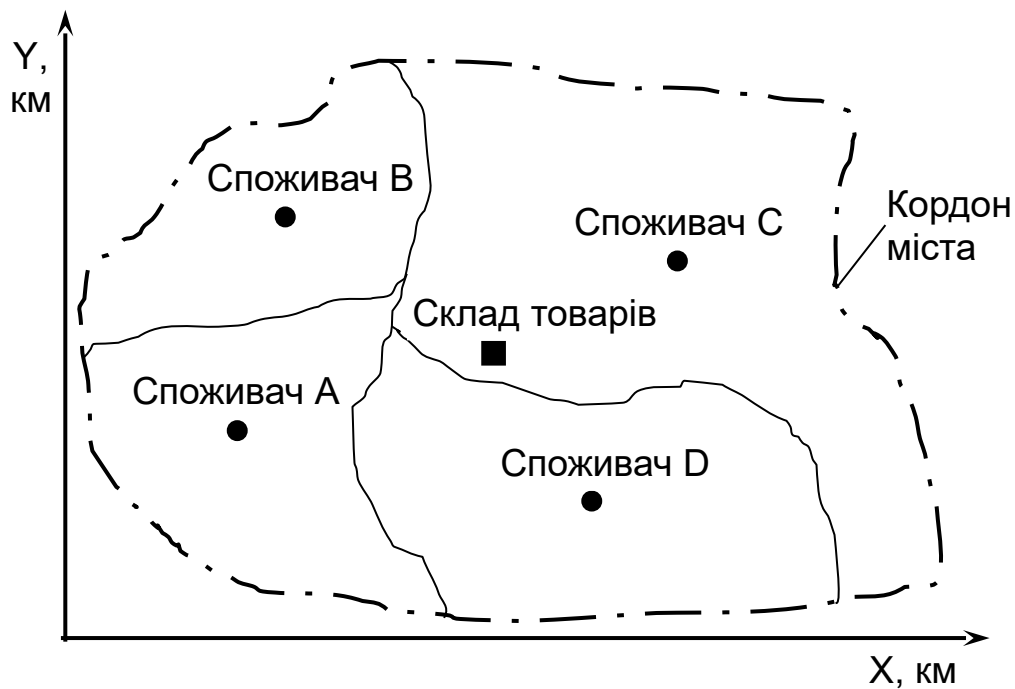 Y,
км
Споживач В
Споживач С
Кордон
міста
Склад товарів
Споживач А
Споживач D
Х, км